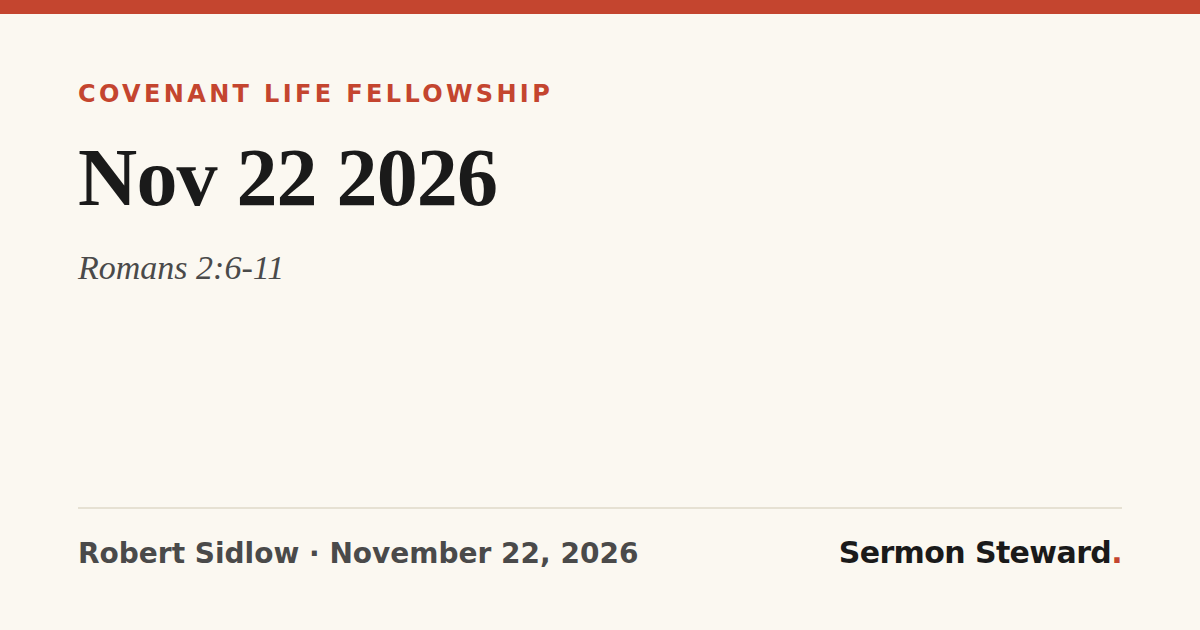 COVENANT LIFE FELLOWSHIP
Nov 22 2026
Romans 2:6-11
Robert Sidlow · November 22, 2026
Sermon Steward.